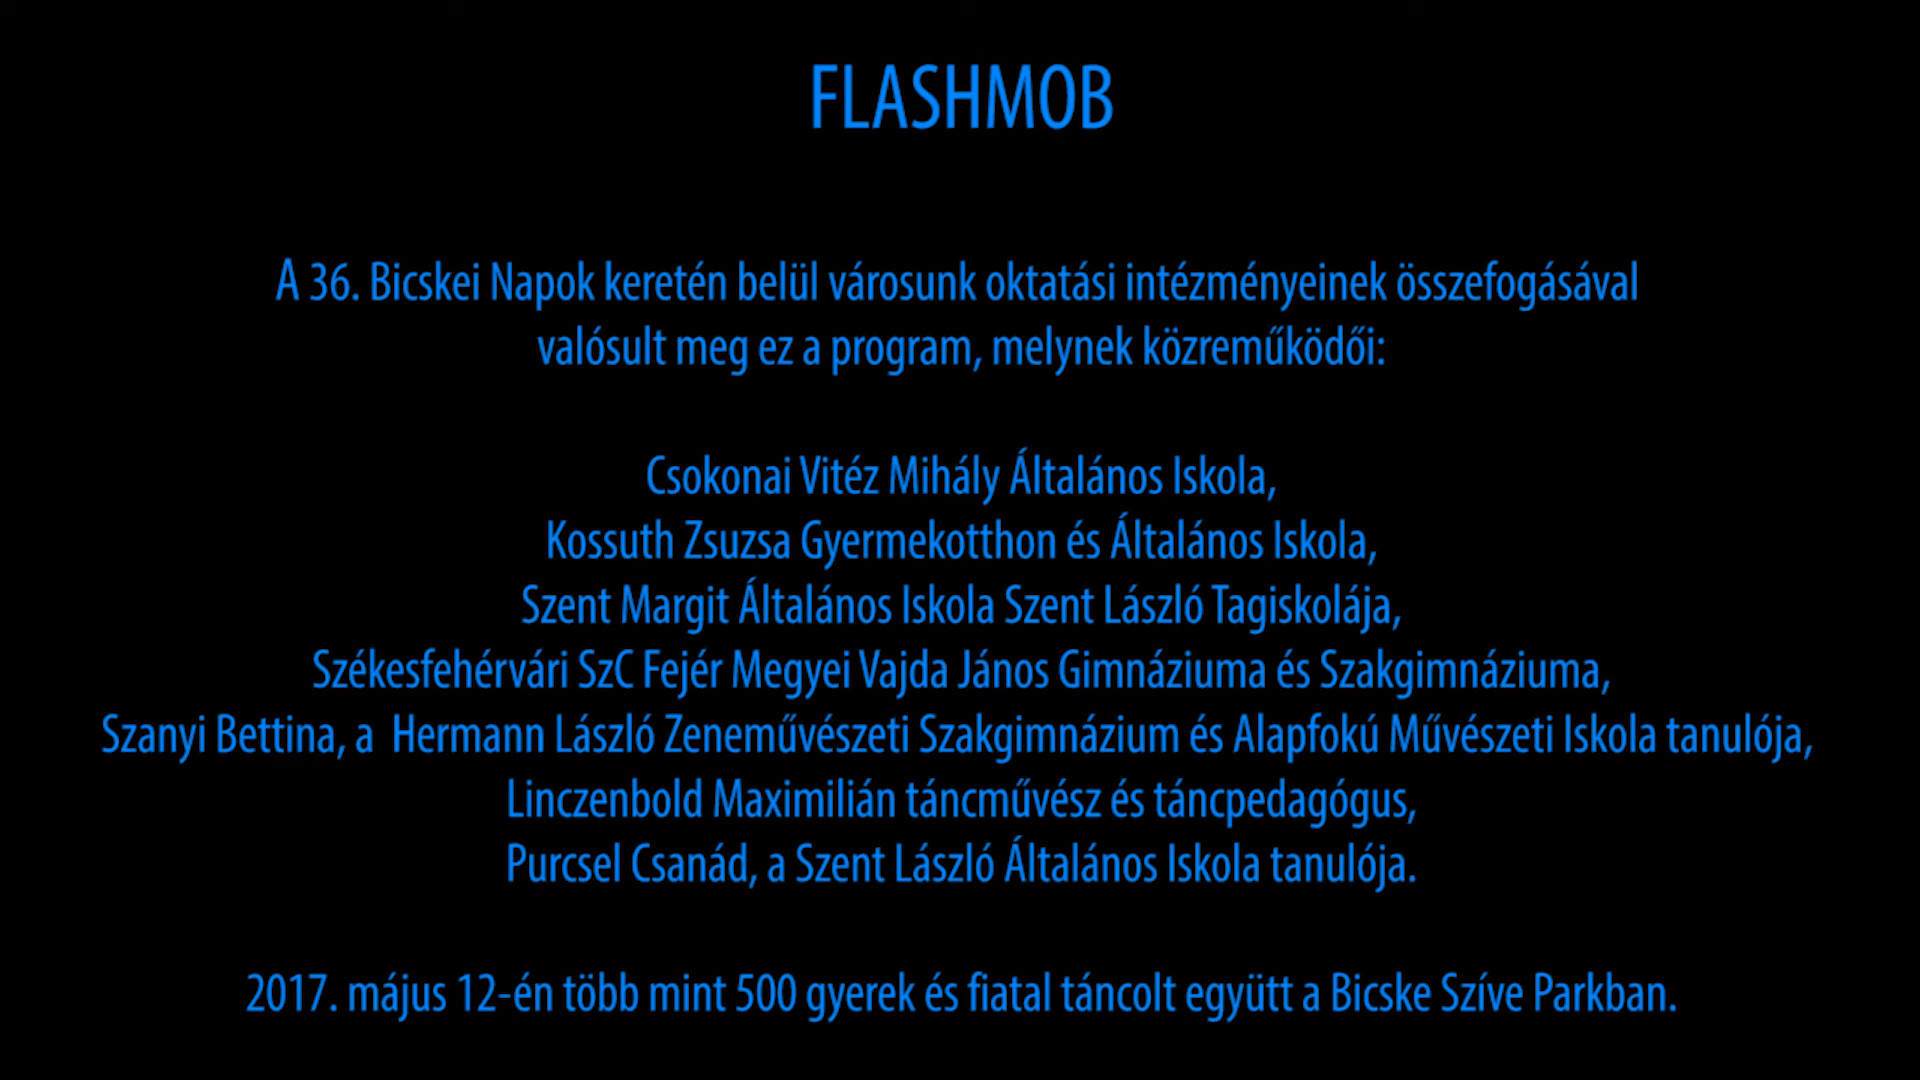 FLASHMOB
A 36. Bicskei Napok keretén belül városunk oktatási intézményeinek összefogásával
valósult meg ez a program, melynek közreműködői:
Csokonai Vitéz Mihály Általános Iskola,
Kossuth Zsuzsa Gyermekotthon és Általános Iskola,
Szent Margit Általános Iskola Szent László Tagiskolája,
Székesfehérvári SzC Fejér Megyei Vajda János Gimnáziuma és Szakgimnáziuma,
Szanyi Bettina, a Hermann László Zeneművészeti Szakgimnázium és Alapfokú Művészeti Iskola tanulója,
Linczenbold Maximilián táncművész és táncpedagógus,
Purcsel Csanád, a Szent László Általános Iskola tanulója.
2017. május 12-én több mint 500 gyerek és fiatal táncolt együtt a Bicske Szíve Parkban.